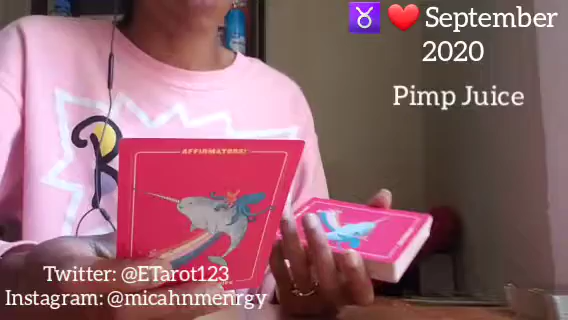 ♉ ❤️ September
2020
Pimp Juice
AFFIRMATORS!
Twitter: @ETarot123
Instagram: @micahnmenrgy